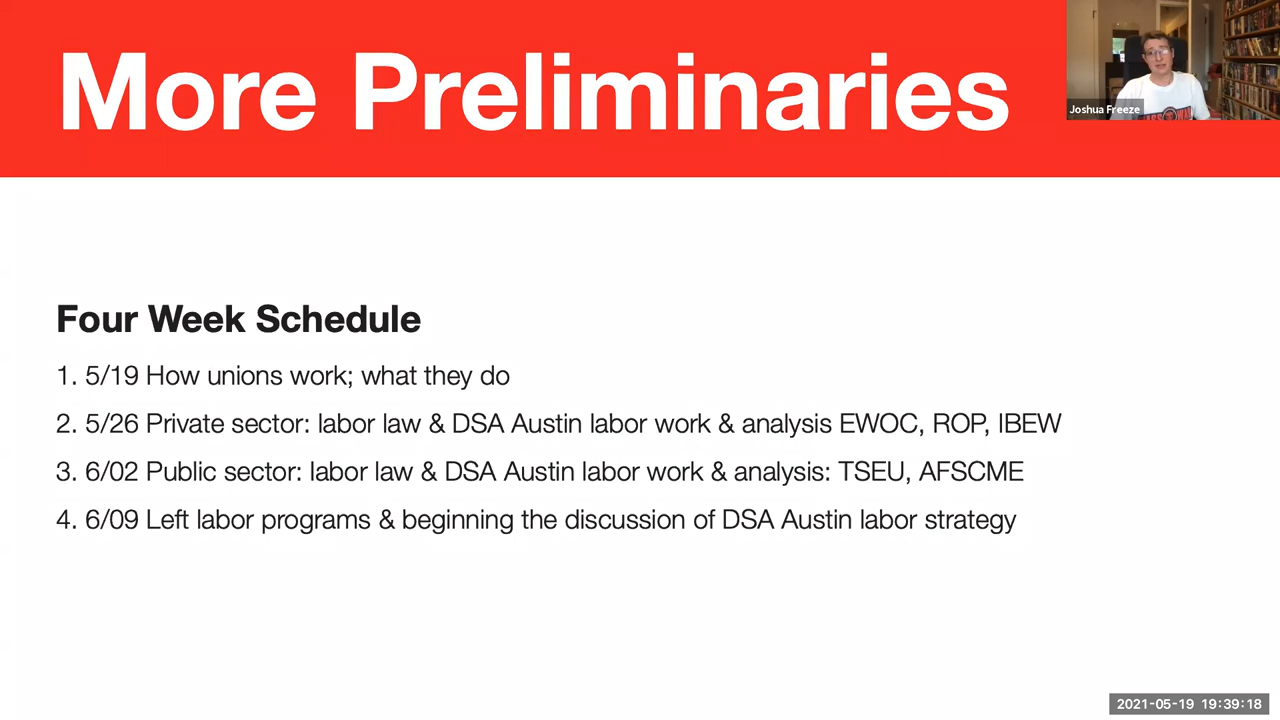 More Preliminaries
Joshua Freeze
Four Week Schedule
1. 5/19 How unions work; what they do
2. 5/26 Private sector: labor law & DSA Austin labor work & analysis EWOC, ROP, IBEW
3. 6/02 Public sector: labor law & DSA Austin labor work & analysis: TSEU, AFSCME
4. 6/09 Left labor programs & beginning the discussion of DSA Austin labor strategy
2021-05-19 19:39:18